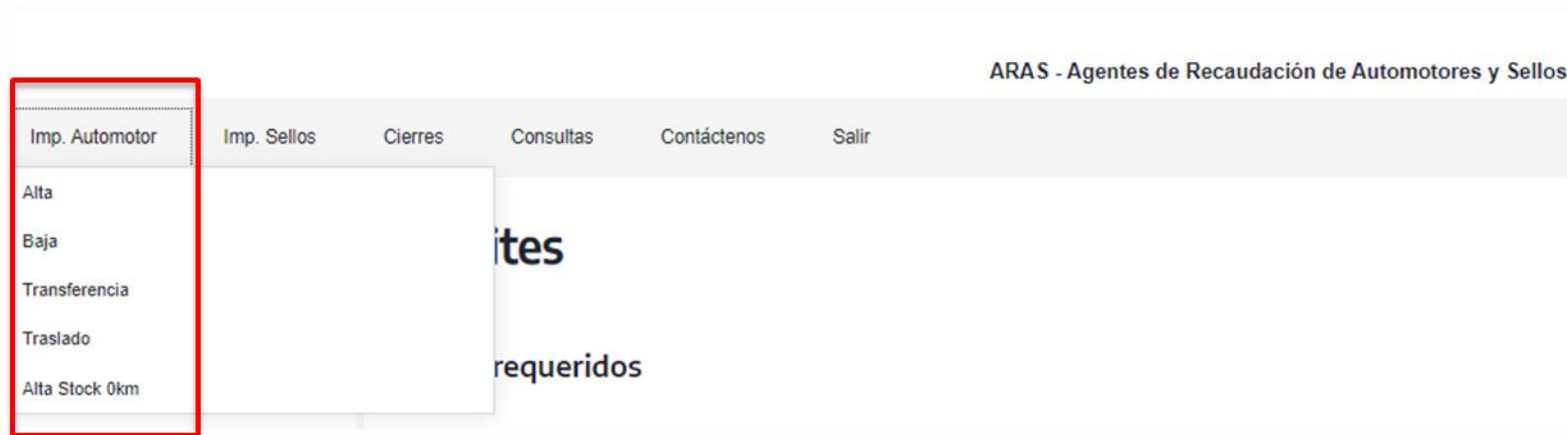 ARAS - Agentes de Recaudación de Automotores y Sellos
Imp. Automotor Imp. Sellos Cierres Consultas Contáctenos Salir
Alta
Baja
ites
Transferencia
Traslado
requeridos
Alta Stock 0km